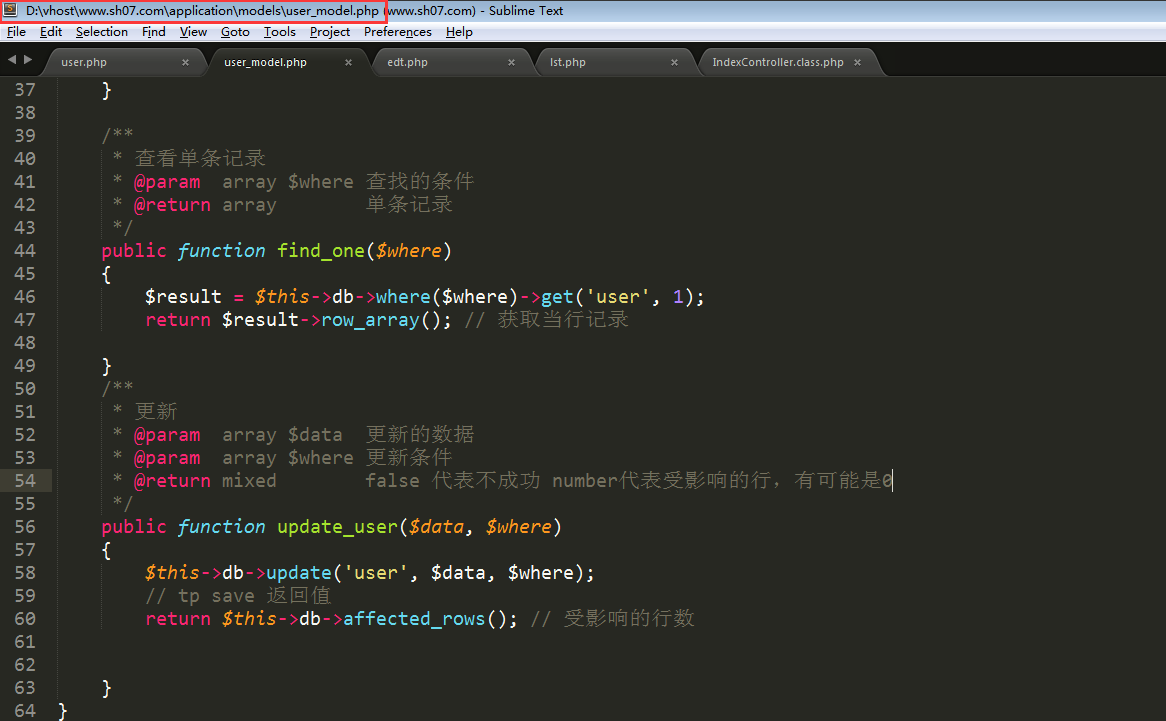 D:\vhost\www.sh07.com\application\models\user_model.php (www.sh07.com) - Sublime Text
File Edit Selection Find View Goto Tools Project Preferences Help
user.php × user_model.php × edt.php × lst.php × IndexController.class.php ×
37     }
38
39     /**
40      * 查看单条记录
41      * @param  array $where 查找的条件
42      * @return array        单条记录
43      */
44     public function find_one($where)
45     {
46         $result = $this->db->where($where)->get('user', 1);
47         return $result->row_array(); // 获取当行记录
48
49     }
50     /**
51      * 更新
52      * @param  array $data  更新的数据
53      * @param  array $where 更新条件
54      * @return mixed        false 代表不成功 number代表受影响的行，有可能是0
55      */
56     public function update_user($data, $where)
57     {
58         $this->db->update('user', $data, $where);
59         // tp save 返回值
60         return $this->db->affected_rows(); // 受影响的行数
61
62
63     }
64 }